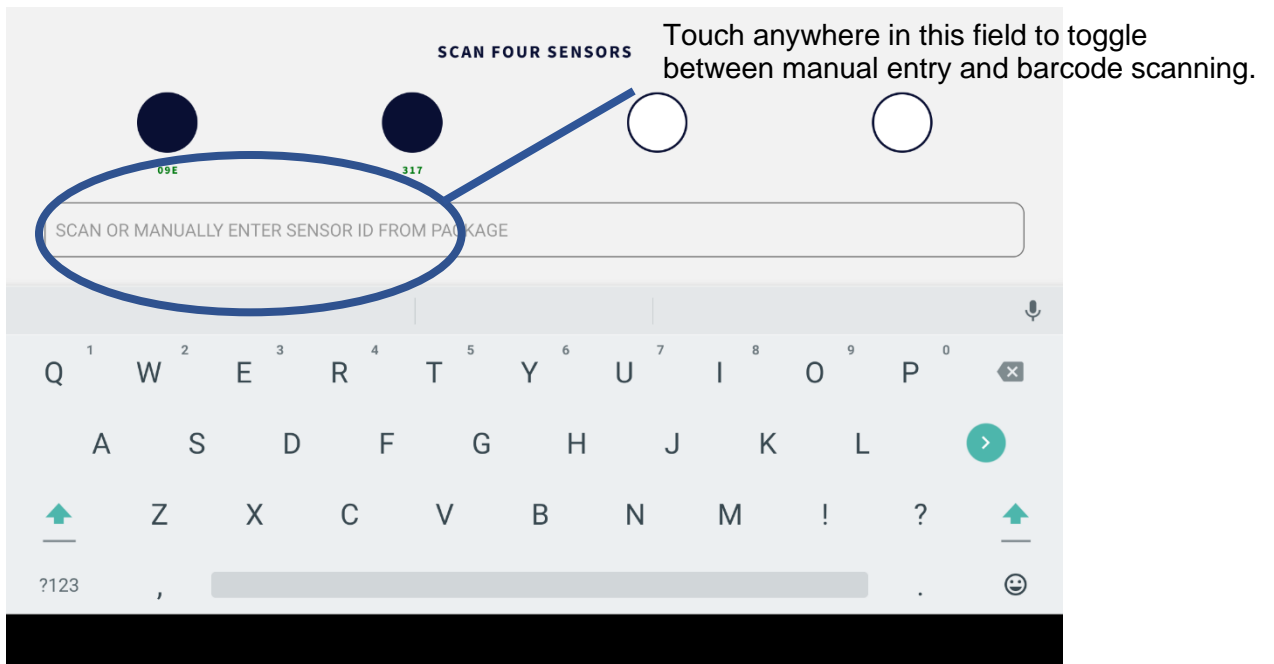 Touch anywhere in this field to toggle
between manual entry and barcode scanning.
SCAN FOUR SENSORS
09E
317
SCAN OR MANUALLY ENTER SENSOR ID FROM PACKAGE
Q 1 W 2 E 3 R 4 T 5 Y 6 U 7 I 8 O 9 P 0
A S D F G H J K L
Z X C V B N M ! ?
?123 , .